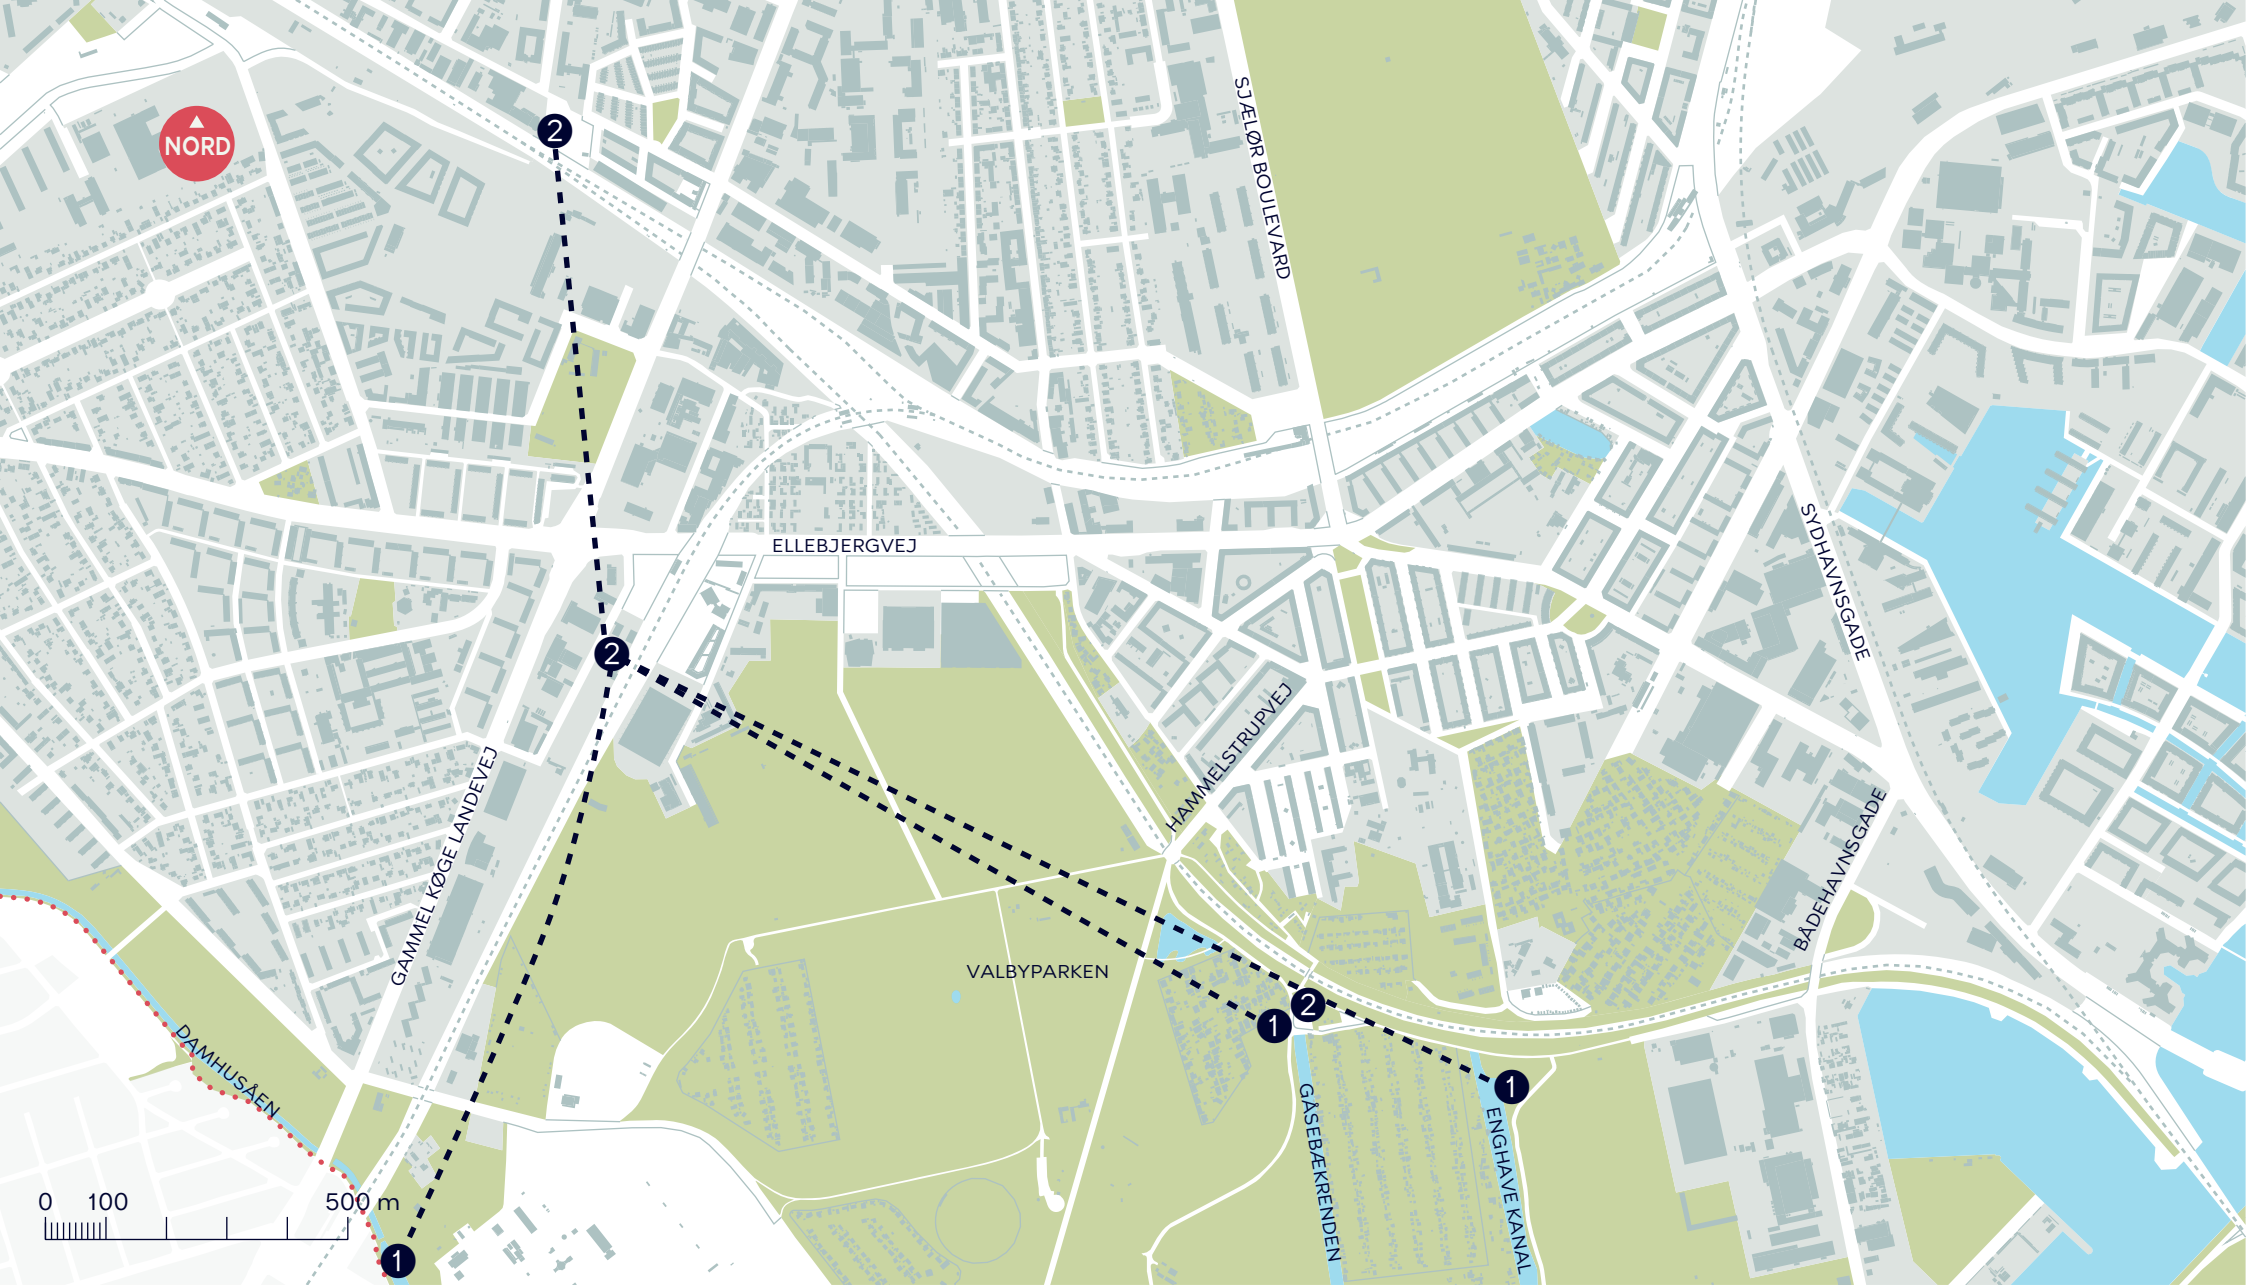 SJÆLØR BOULEVARD
2
NORD
SYDHAVNSGADE
ELLEBJERGVEJ
2
HAMMELSTRUPVEJ
GAMMEL KØGE LANDEVEJ
BÅDEHAVNSGADE
VALBYPARKEN
2
1
DAMHUSÅEN
1
GÅSEBÆKRENDEN
ENGHAVE KANAL
0 100 500 m
1